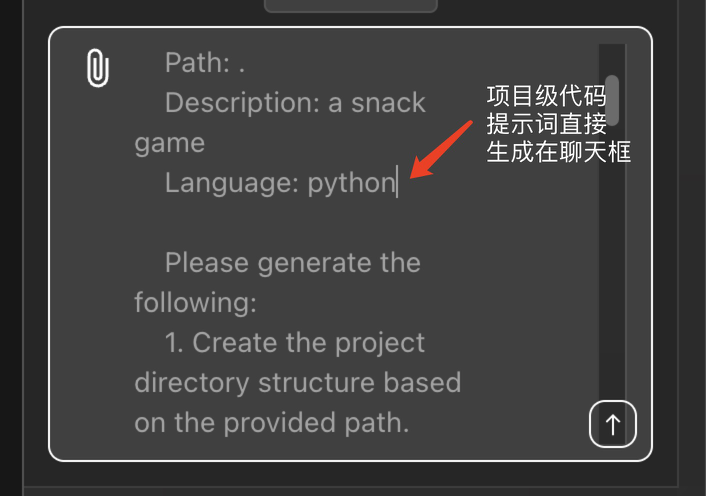 Path: .
Description: a snack
game
Language: python
Please generate the
following:
1. Create the project
directory structure based
on the provided path.
项目级代码
提示词直接
生成在聊天框